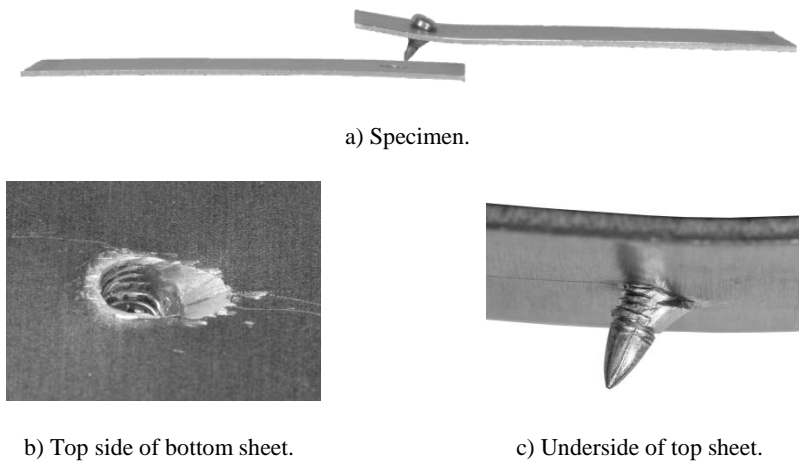 a) Specimen.
b) Top side of bottom sheet.
c) Underside of top sheet.